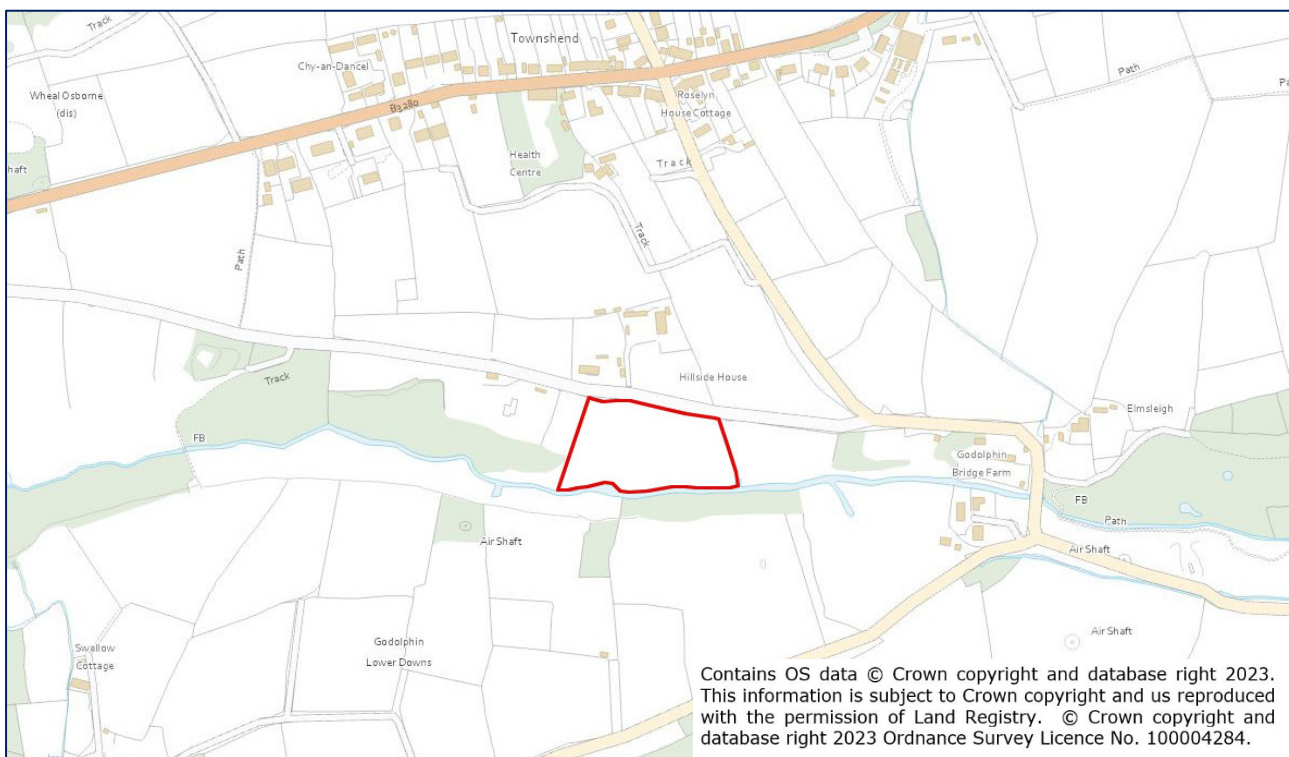 Track
Townshend
Chy-an-Dancel
Path
Pa
Wheal Osborne
(dis)
B3280
Roselyn
House Cottage
haft
Health
Centre
Track
Path
Track
Hillside House
Track
Elmsleigh
FB
Godolphin
Bridge Farm
FB
Path
Air Shaft
Air Shaft
Air Shaft
Swallow
Cottage
Godolphin
Lower Downs
Contains OS data © Crown copyright and database right 2023.
This information is subject to Crown copyright and us reproduced
with the permission of Land Registry. © Crown copyright and
database right 2023 Ordnance Survey Licence No. 100004284.